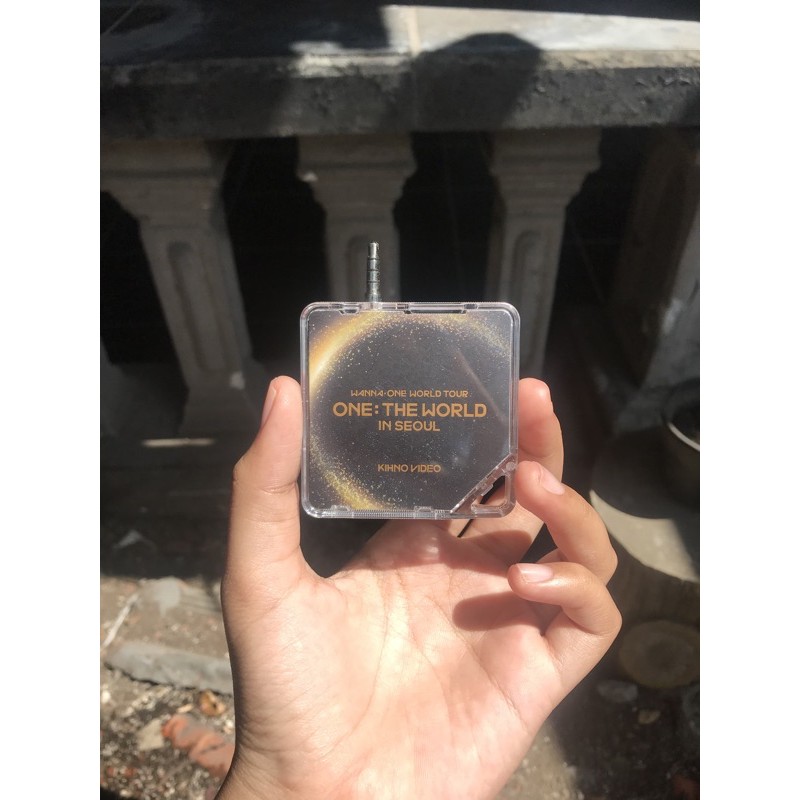 WANNA·ONE WORLD TOUR
ONE: THE WORLD
IN SEOUL
KIHNO VIDEO